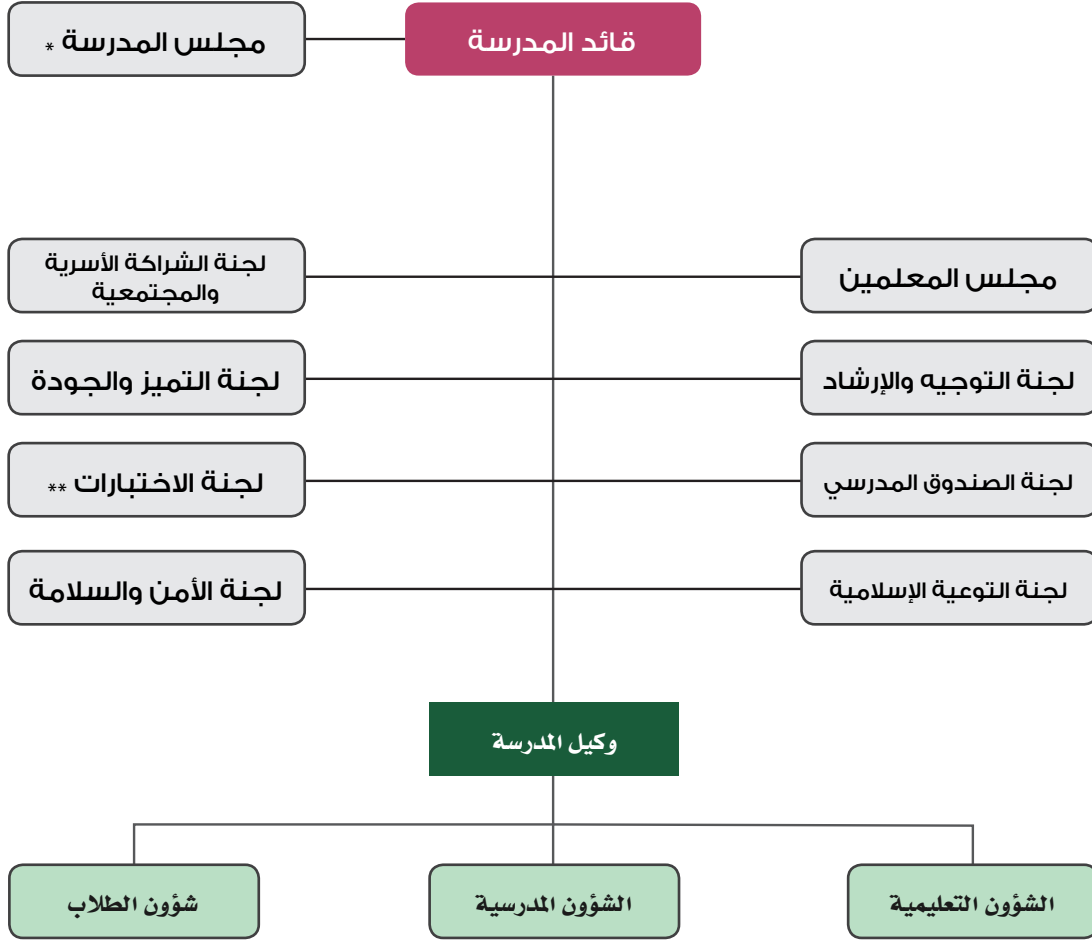 قائد المدرسة
مجلس المدرسة *
مجلس المعلمين
لجنة الشراكة الأسرية
والمجتمعية
لجنة التوجيه والإرشاد
لجنة التميز والجودة
لجنة الصندوق المدرسي
لجنة الاختبارات **
لجنة التوعية الإسلامية
لجنة الأمن والسلامة
وكيل المدرسة
الشؤون التعليمية
الشؤون المدرسية
شؤون الطلاب